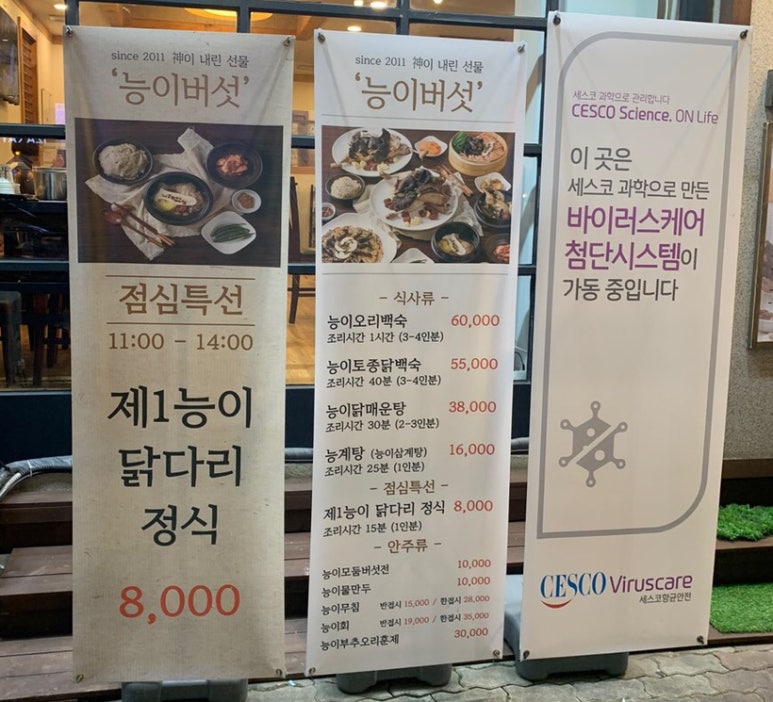 since 2011 神이 내린 선물
'능이버섯'
점심특선
11:00 - 14:00
제1능이
닭다리
정식
8,000
since 2011 神이 내린 선물
'능이버섯'
- 식사류 -
능이오리백숙 60,000
조리시간 1시간 (3-4인분)
능이토종닭백숙 55,000
조리시간 40분 (3-4인분)
능이닭매운탕 38,000
조리시간 30분 (2-3인분)
능계탕 (능이삼계탕) 16,000
조리시간 25분 (1인분)
- 점심특선 -
제1능이 닭다리 정식 8,000
조리시간 15분 (1인분)
- 안주류 -
능이모둠버섯전 10,000
능이물만두 10,000
능이무침 반접시 15,000 / 한접시 28,000
능이회 반접시 19,000 / 한접시 35,000
능이부추오리훈제 30,000
세스코 과학으로 관리합니다
CESCO Science. ON Life
이 곳은
세스코 과학으로 만든
바이러스케어
첨단시스템이
가동 중입니다
CESCO Viruscare
세스코항균안전